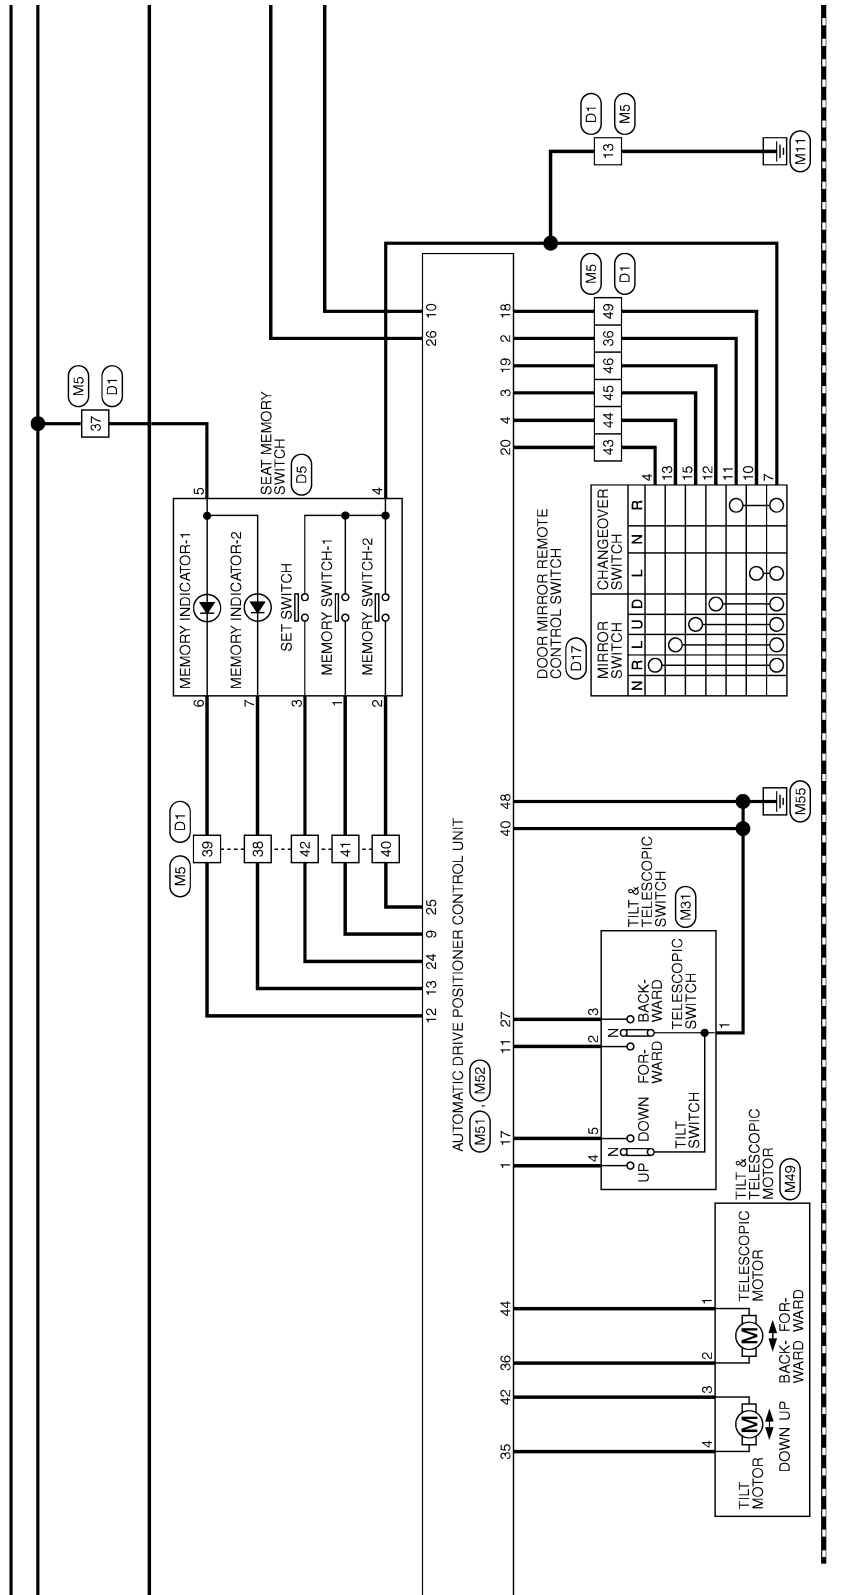 D1
M5
13
M11
M5
D1
10
26
18
2
19
3
4
20
49
36
46
45
44
43
M5
D1
37
SEAT MEMORY
SWITCH
D5
5
4
MEMORY INDICATOR-1
MEMORY INDICATOR-2
SET SWITCH
MEMORY SWITCH-1
MEMORY SWITCH-2
6
7
3
1
2
4
13
15
12
11
10
7
DOOR MIRROR REMOTE
CONTROL SWITCH
D17
CHANGEOVER
SWITCH
L N R
MIRROR
SWITCH
N R L U D
M5
D1
39
38
42
41
40
25
9
24
13
12
AUTOMATIC DRIVE POSITIONER CONTROL UNIT
M51 , M52
48
40
M55
TILT &
TELESCOPIC
SWITCH
M31
27
11
17
1
3
2
5
4
N
BACK-
WARD
FOR-
WARD
TELESCOPIC
SWITCH
1
N
DOWN
UP
TILT
SWITCH
TILT &
TELESCOPIC
MOTOR
M49
44
36
42
35
1
2
3
4
TELESCOPIC
MOTOR
M
BACK-
WARD
FOR-
WARD
M
DOWN UP
TILT
MOTOR